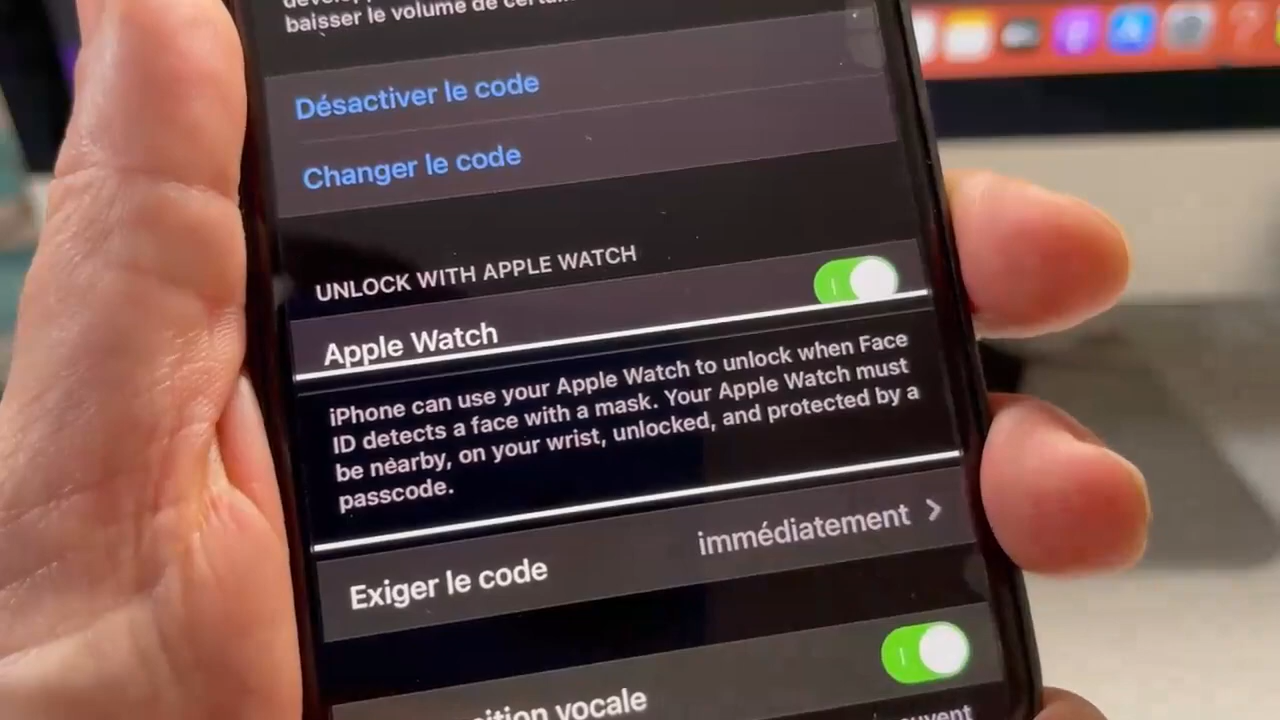 baisser le volume de
Désactiver le code
Changer le code
UNLOCK WITH APPLE WATCH
Apple Watch
iPhone can use your Apple Watch to unlock when Face
ID detects a face with a mask. Your Apple Watch must
be nearby, on your wrist, unlocked, and protected by a
passcode.
Exiger le code immédiatement
vocale